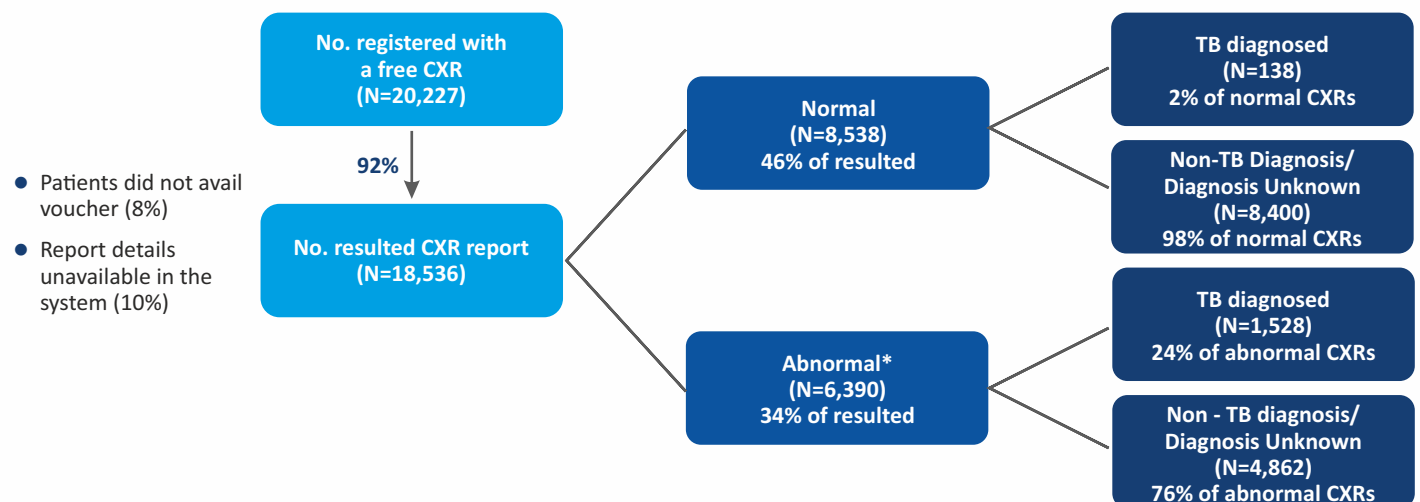 No. registered with
a free CXR
(N=20,227)
92%
● Patients did not avail
voucher (8%)
● Report details
unavailable in the
system (10%)
No. resulted CXR report
(N=18,536)
Normal
(N=8,538)
46% of resulted
Abnormal*
(N=6,390)
34% of resulted
TB diagnosed
(N=138)
2% of normal CXRs
Non-TB Diagnosis/
Diagnosis Unknown
(N=8,400)
98% of normal CXRs
TB diagnosed
(N=1,528)
24% of abnormal CXRs
Non - TB diagnosis/
Diagnosis Unknown
(N=4,862)
76% of abnormal CXRs